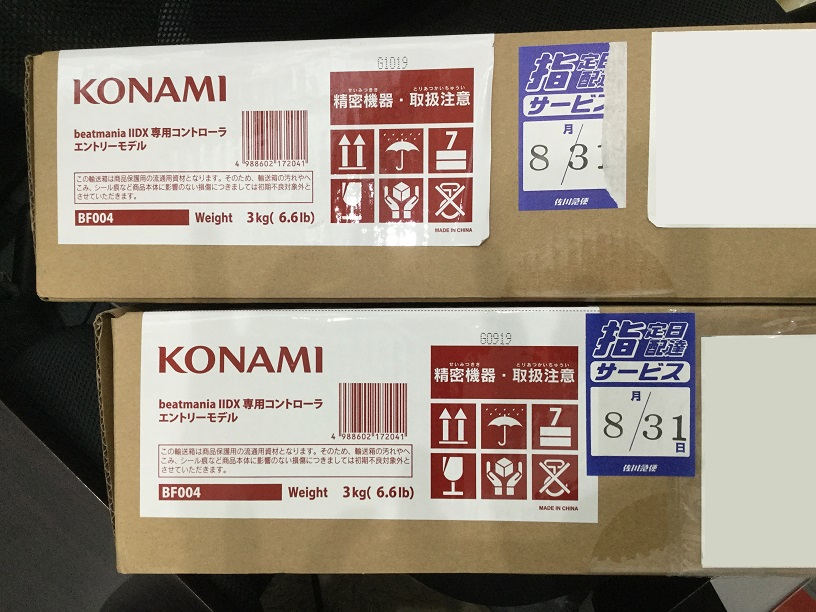 G1019
KONAMI
せいみつきき とりあつかいちゅうい
精密機器・取扱注意
beatmania IIDX 専用コントローラ
エントリーモデル
4 988602 172041
7
この輸送箱は商品保護用の流通用資材となります。そのため、輸送箱の汚れやへ
こみ、シール痕など商品本体に影響のない損傷につきましては初期不良対象外と
させていただきます。
BF004 Weight 3kg( 6.6lb)
MADE IN CHINA
指定日
配達
サービス
月
8/31
佐川急便
G0919
KONAMI
せいみつきき とりあつかいちゅうい
精密機器・取扱注意
beatmania IIDX 専用コントローラ
エントリーモデル
4 988602 172041
7
この輸送箱は商品保護用の流通用資材となります。そのため、輸送箱の汚れやへ
こみ、シール痕など商品本体に影響のない損傷につきましては初期不良対象外と
させていただきます。
BF004 Weight 3kg( 6.6lb)
MADE IN CHINA
指定日
配達
サービス
月
8/31
日
佐川急便